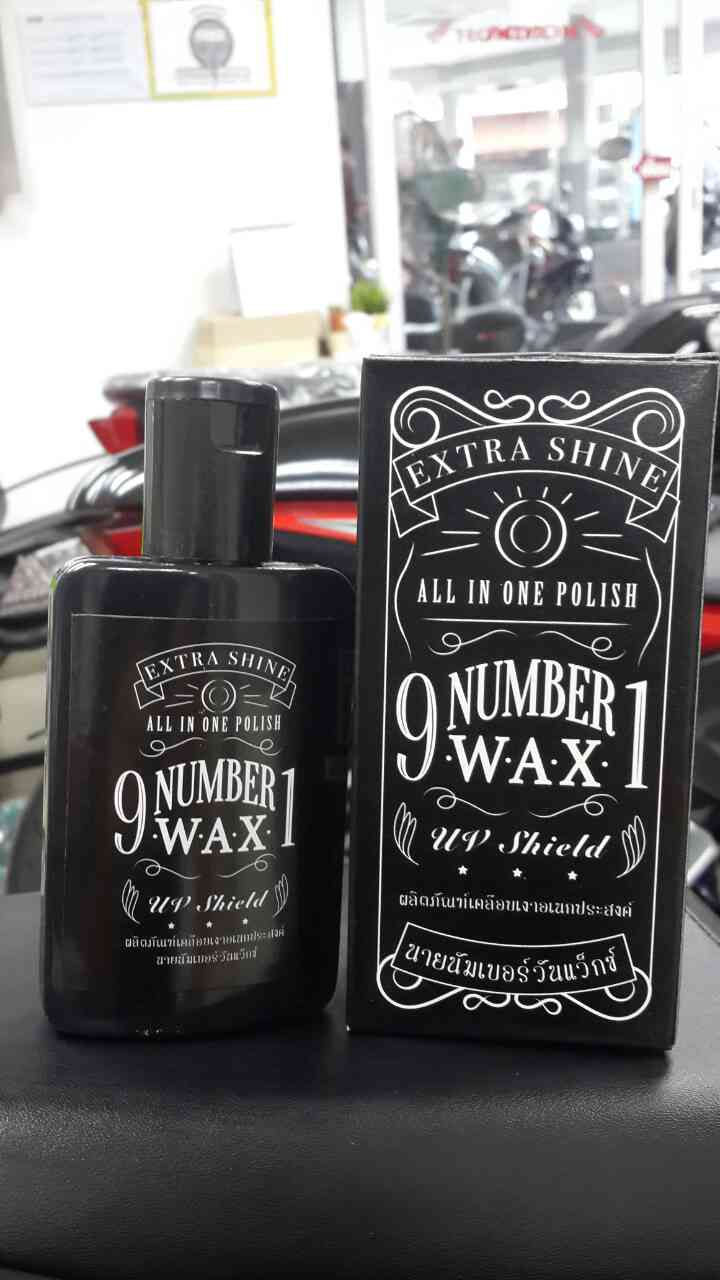 EXTRA SHINE
ALL IN ONE POLISH
9 NUMBER 1
W.A.X.
UV Shield
ผลิตภัณฑ์เคลือบเงาอเนกประสงค์
นายนัมเบอร์วันแว็กซ์
EXTRA SHINE
ALL IN ONE POLISH
9 NUMBER 1
W.A.X.
UV Shield
ผลิตภัณฑ์เคลือบเงาอเนกประสงค์
นายนัมเบอร์วันแว็กซ์